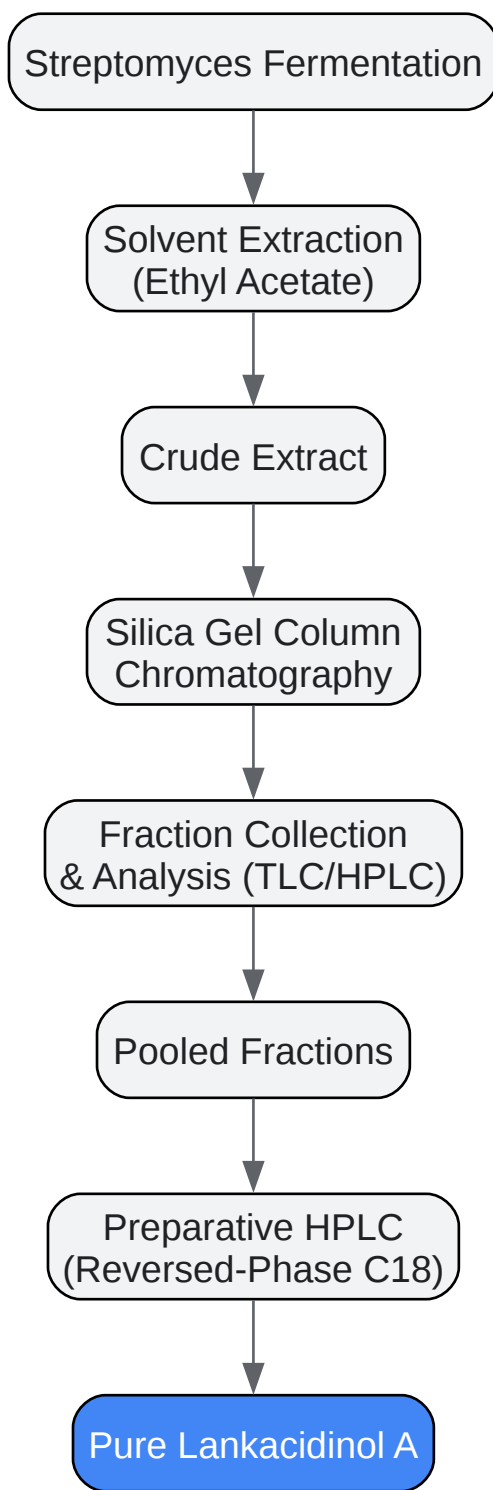 Streptomyces Fermentation
Solvent Extraction
(Ethyl Acetate)
Crude Extract
Silica Gel Column
Chromatography
Fraction Collection
& Analysis (TLC/HPLC)
Pooled Fractions
Preparative HPLC
(Reversed-Phase C18)
Pure Lankacidinol A